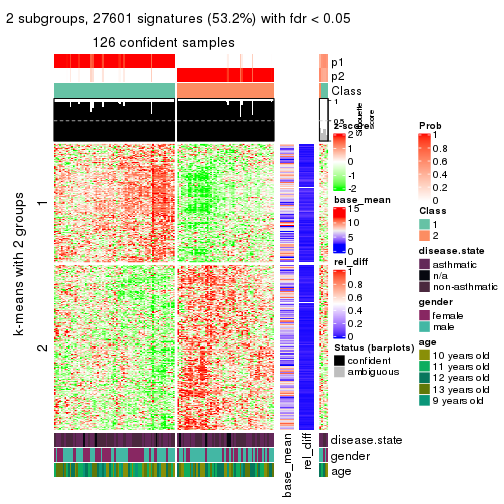 2 subgroups, 27601 signatures (53.2%) with fdr < 0.05
126 confident samples
p1
p2
Class
1
0.5
Silhouette
score
k-means with 2 groups
1
2
base_mean
rel_diff
disease.state
gender
age
z-score
2
1
0
-1
-2
base_mean
15
10
5
0
rel_diff
1
0.8
0.6
0.4
0.2
0
Status (barplots)
confident
ambiguous
Prob
1
0.8
0.6
0.4
0.2
0
Class
1
2
disease.state
asthmatic
n/a
non-asthmatic
gender
female
male
age
10 years old
11 years old
12 years old
13 years old
9 years old